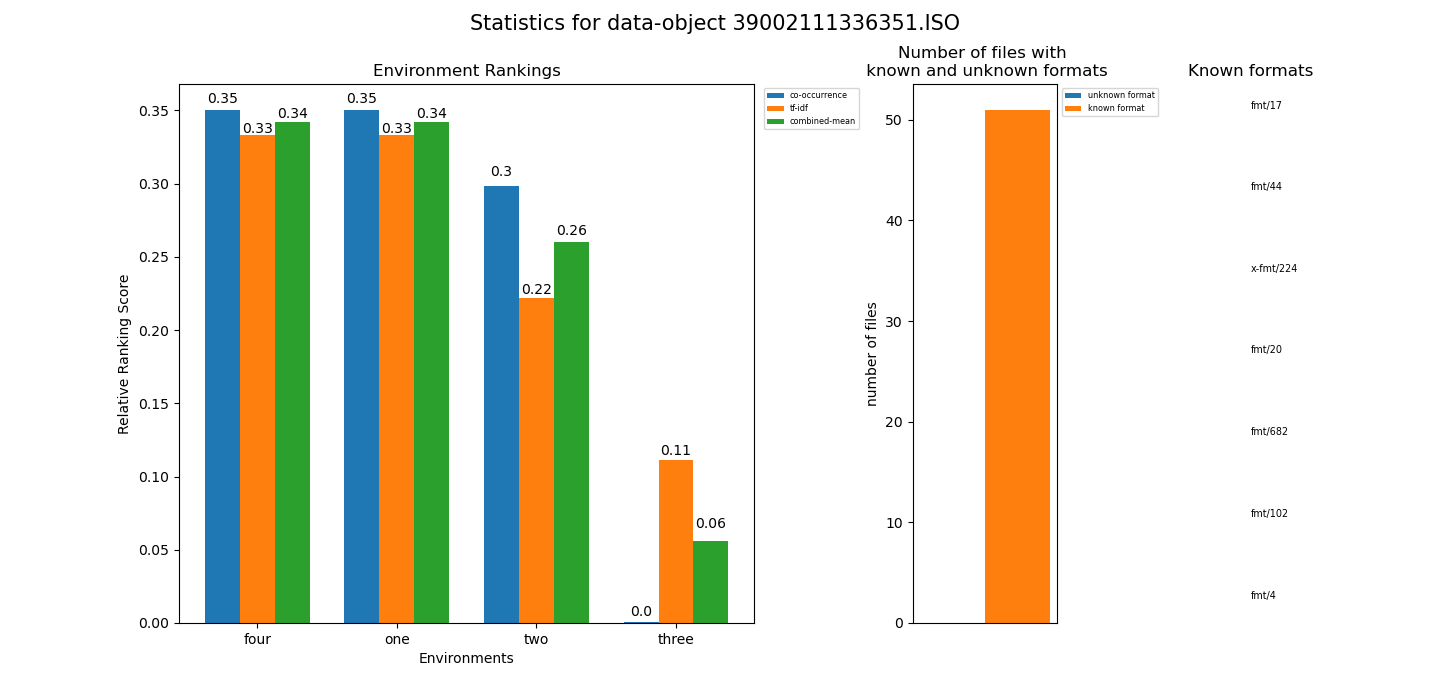 Statistics for data-object 39002111336351.ISO
Environment Rankings
Relative Ranking Score
0.35
0.30
0.25
0.20
0.15
0.10
0.05
0.00
0.35
0.33
0.34
0.35
0.33
0.34
0.3
0.22
0.26
0.0
0.11
0.06
four
one
two
three
Environments
co-occurrence
tf-idf
combined-mean
Number of files with
known and unknown formats
number of files
50
40
30
20
10
0
unknown format
known format
Known formats
fmt/17
fmt/44
x-fmt/224
fmt/20
fmt/682
fmt/102
fmt/4